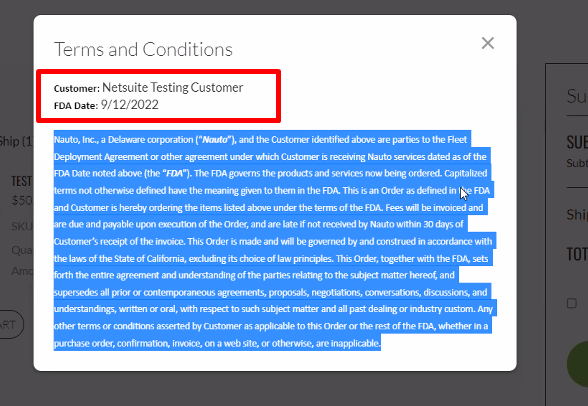 Terms and Conditions
Customer: Netsuite Testing Customer
FDA Date: 9/12/2022
Nauto, Inc., a Delaware corporation ("Nauto"), and the Customer identified above are parties to the Fleet
Deployment Agreement or other agreement under which Customer is receiving Nauto services dated as of the
FDA Date noted above (the "FDA"). The FDA governs the products and services now being ordered. Capitalized
terms not otherwise defined have the meaning given to them in the FDA. This is an Order as defined in the FDA
and Customer is hereby ordering the items listed above under the terms of the FDA. Fees will be invoiced and
are due and payable upon execution of the Order, and are late if not received by Nauto within 30 days of
Customer's receipt of the invoice. This Order is made and will be governed by and construed in accordance with
the laws of the State of California, excluding its choice of law principles. This Order, together with the FDA, sets
forth the entire agreement and understanding of the parties relating to the subject matter hereof, and
supersedes all prior or contemporaneous agreements, proposals, negotiations, conversations, discussions, and
understandings, written or oral, with respect to such subject matter and all past dealing or industry custom. Any
other terms or conditions asserted by Customer as applicable to this Order or the rest of the FDA, whether in a
purchase order, confirmation, invoice, on a web site, or otherwise, are inapplicable.
Ship (1
TEST
$50
SKU
Qua
Amo
ART
Su
SUB
Subt
Ship
TOT